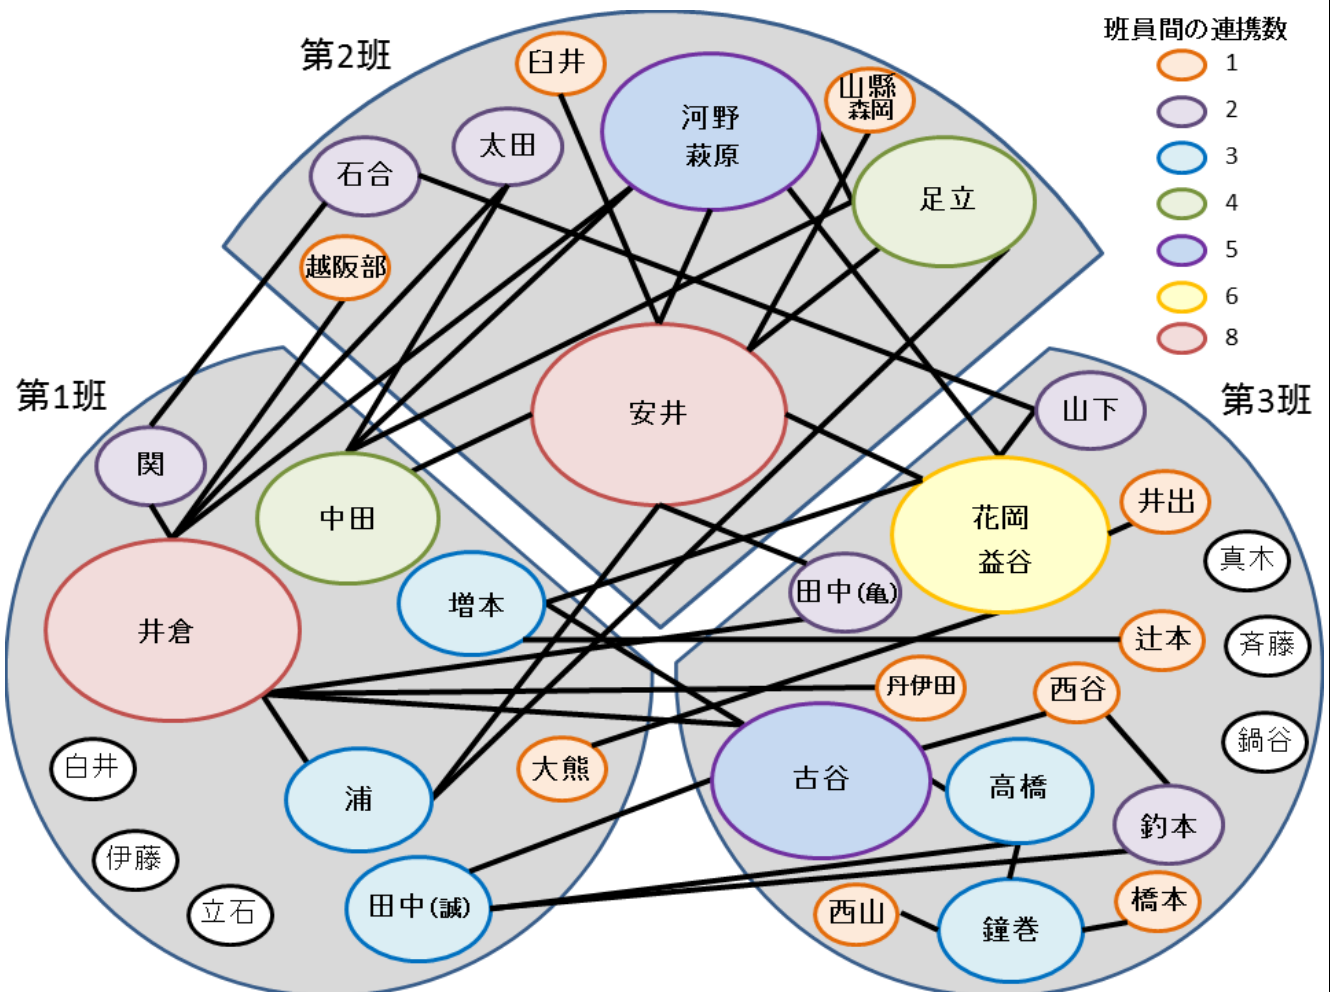 班員間の連携数
1
2
3
4
5
6
8
第2班
臼井
河野
萩原
山縣
森岡
太田
石合
足立
越阪部
安井
第1班
関
中田
増本
井倉
白井
浦
大熊
伊藤
立石
田中(誠)
第3班
山下
花岡
益谷
井出
真木
田中(亀)
辻本
斉藤
丹伊田
西谷
鍋谷
古谷
高橋
釣本
西山
鐘巻
橋本